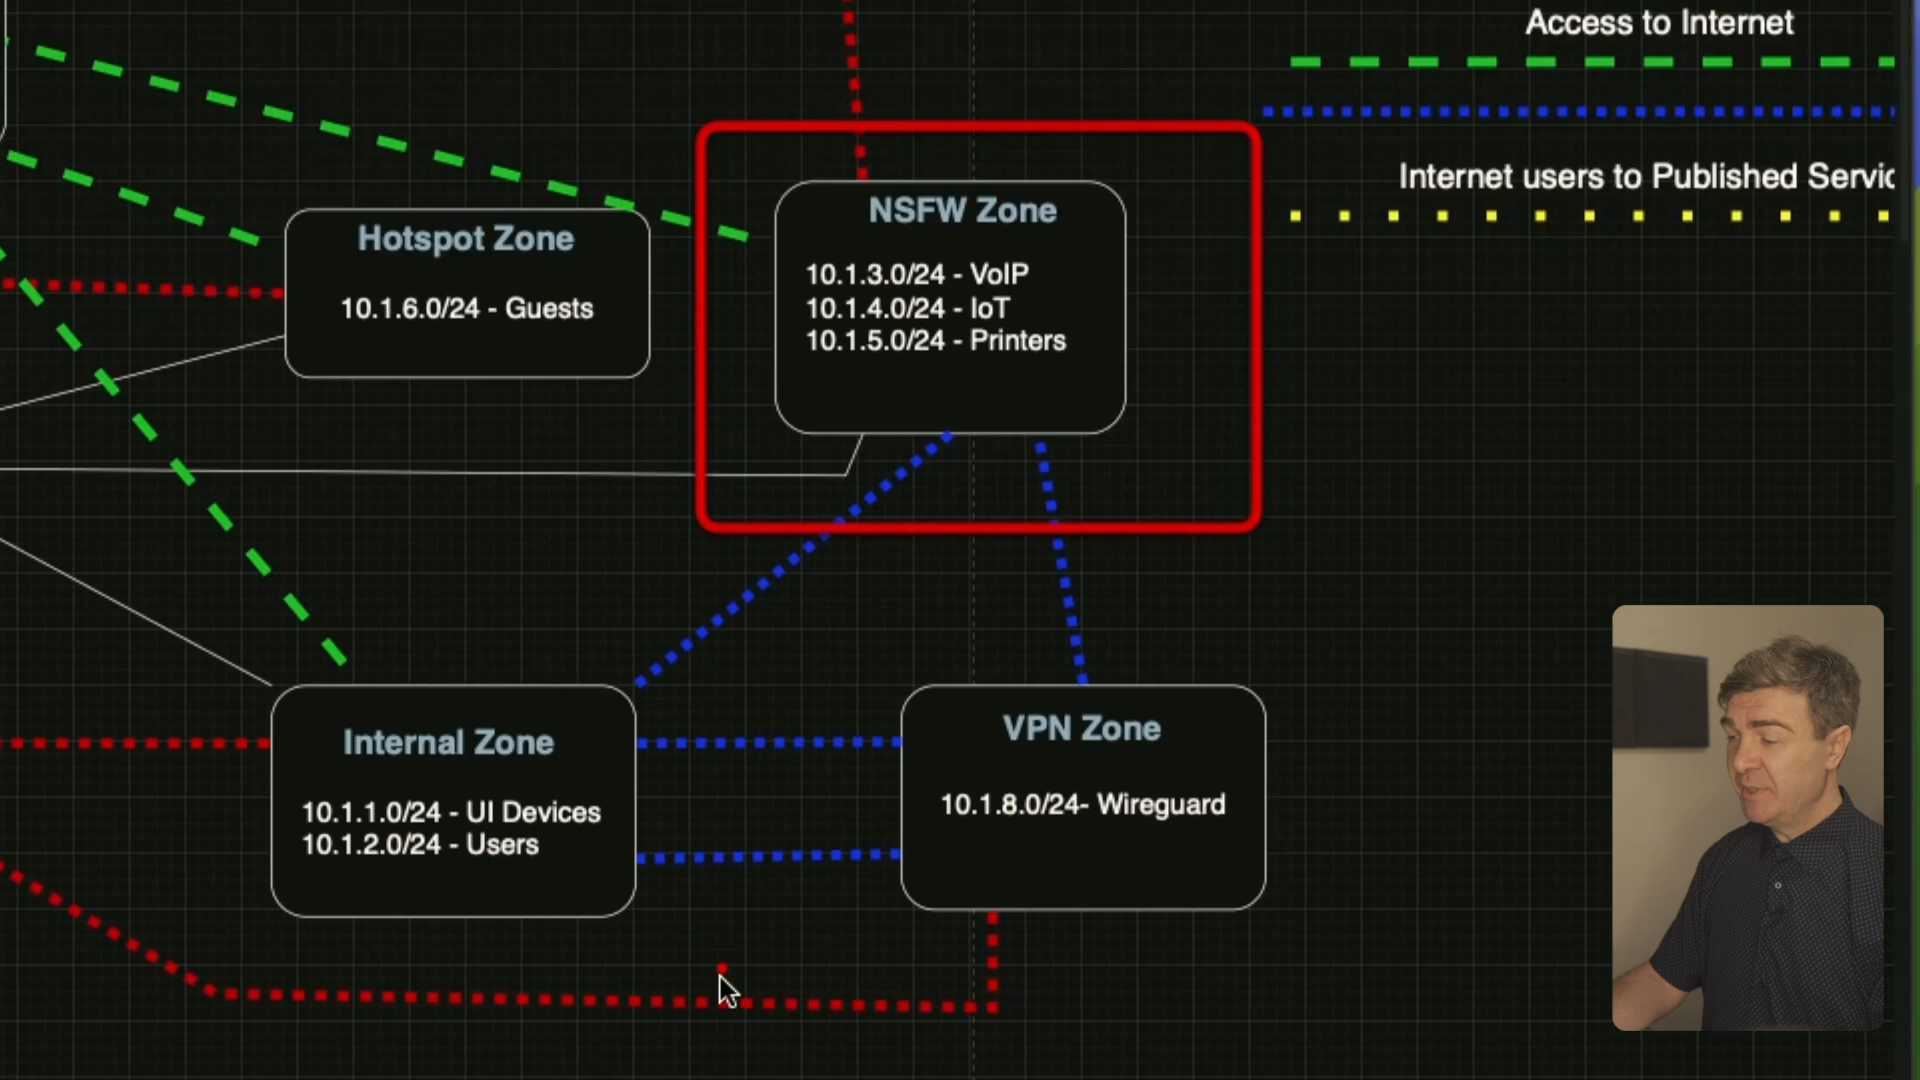 Access to Internet
Internet users to Published Servic
NSFW Zone
10.1.3.0/24 - VoIP
10.1.4.0/24 - IoT
10.1.5.0/24 - Printers
Hotspot Zone
10.1.6.0/24 - Guests
Internal Zone
10.1.1.0/24 - UI Devices
10.1.2.0/24 - Users
VPN Zone
10.1.8.0/24- Wireguard